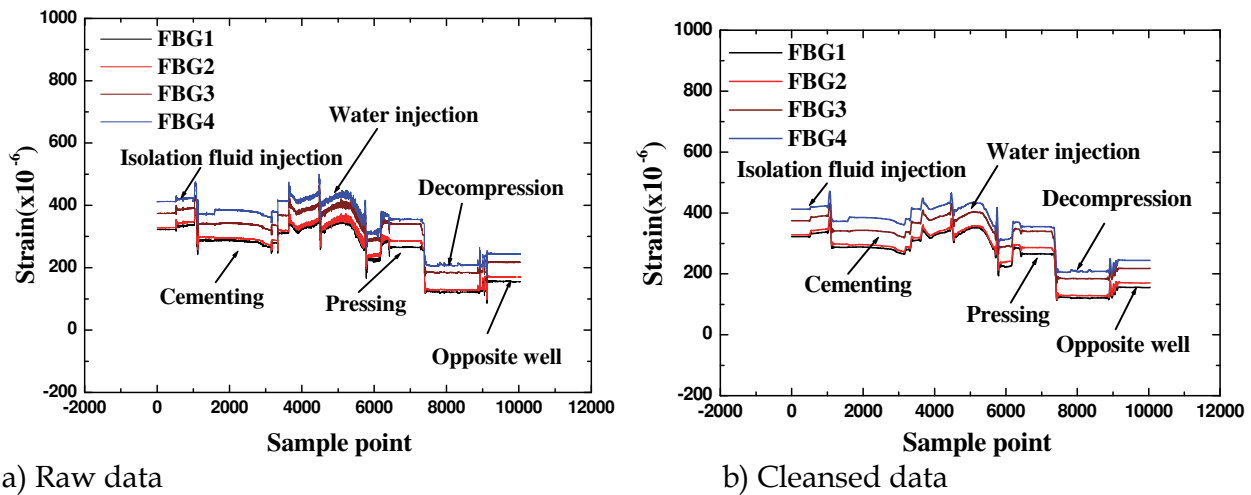 1000
800
600
400
200
0
-200
Strain(x10⁻⁶)
FBG1
FBG2
FBG3
FBG4
Water injection
Isolation fluid injection
Decompression
Cementing
Pressing
Opposite well
-2000 0 2000 4000 6000 8000 10000 12000
Sample point
a) Raw data
1000
800
600
400
200
0
-200
Strain(x10⁻⁶)
FBG1
FBG2
FBG3
FBG4
Water injection
Isolation fluid injection
Decompression
Cementing
Pressing
Opposite well
-2000 0 2000 4000 6000 8000 10000 12000
Sample point
b) Cleansed data